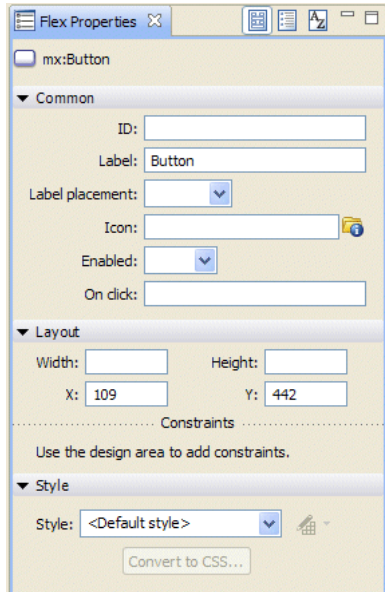 Flex Properties
mx:Button
Common
ID:
Label: Button
Label placement:
Icon:
Enabled:
On click:
Layout
Width: Height:
X: 109 Y: 442
Constraints
Use the design area to add constraints.
Style
Style: <Default style>
Convert to CSS...